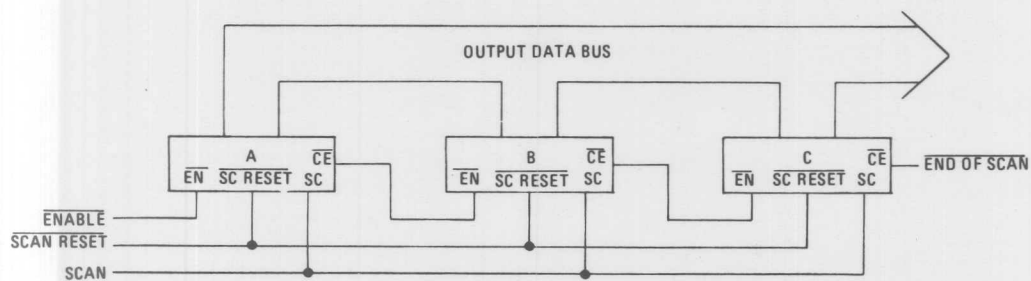 OUTPUT DATA BUS
A
CE
EN SC RESET SC
B
CE
EN SC RESET SC
C
CE
EN SC RESET SC
END OF SCAN
ENABLE
SCAN RESET
SCAN